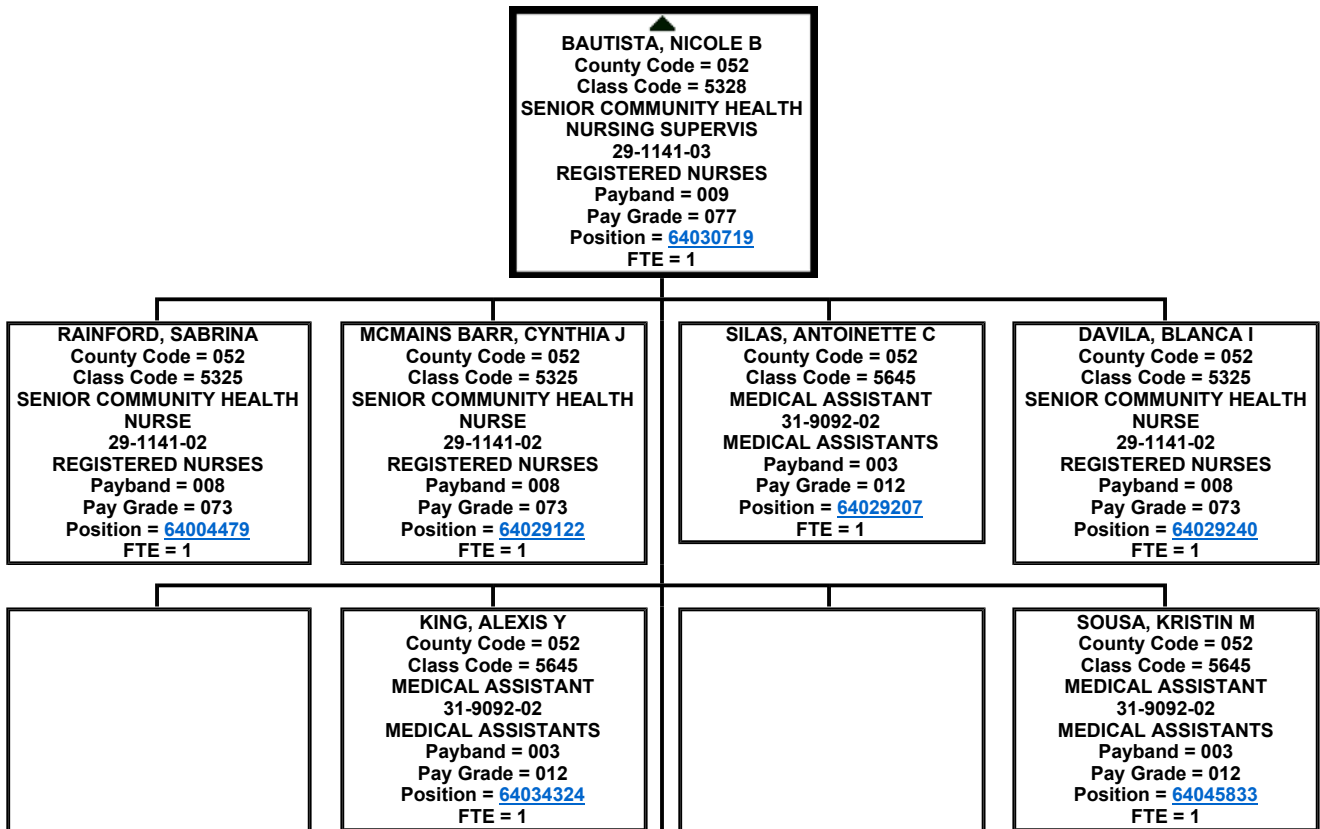 BAUTISTA, NICOLE B
County Code = 052
Class Code = 5328
SENIOR COMMUNITY HEALTH
NURSING SUPERVIS
29-1141-03
REGISTERED NURSES
Payband = 009
Pay Grade = 077
Position = 64030719
FTE = 1
RAINFORD, SABRINA
County Code = 052
Class Code = 5325
SENIOR COMMUNITY HEALTH
NURSE
29-1141-02
REGISTERED NURSES
Payband = 008
Pay Grade = 073
Position = 64004479
FTE = 1
MCMAINS BARR, CYNTHIA J
County Code = 052
Class Code = 5325
SENIOR COMMUNITY HEALTH
NURSE
29-1141-02
REGISTERED NURSES
Payband = 008
Pay Grade = 073
Position = 64029122
FTE = 1
SILAS, ANTOINETTE C
County Code = 052
Class Code = 5645
MEDICAL ASSISTANT
31-9092-02
MEDICAL ASSISTANTS
Payband = 003
Pay Grade = 012
Position = 64029207
FTE = 1
DAVILA, BLANCA I
County Code = 052
Class Code = 5325
SENIOR COMMUNITY HEALTH
NURSE
29-1141-02
REGISTERED NURSES
Payband = 008
Pay Grade = 073
Position = 64029240
FTE = 1
KING, ALEXIS Y
County Code = 052
Class Code = 5645
MEDICAL ASSISTANT
31-9092-02
MEDICAL ASSISTANTS
Payband = 003
Pay Grade = 012
Position = 64034324
FTE = 1
SOUSA, KRISTIN M
County Code = 052
Class Code = 5645
MEDICAL ASSISTANT
31-9092-02
MEDICAL ASSISTANTS
Payband = 003
Pay Grade = 012
Position = 64045833
FTE = 1